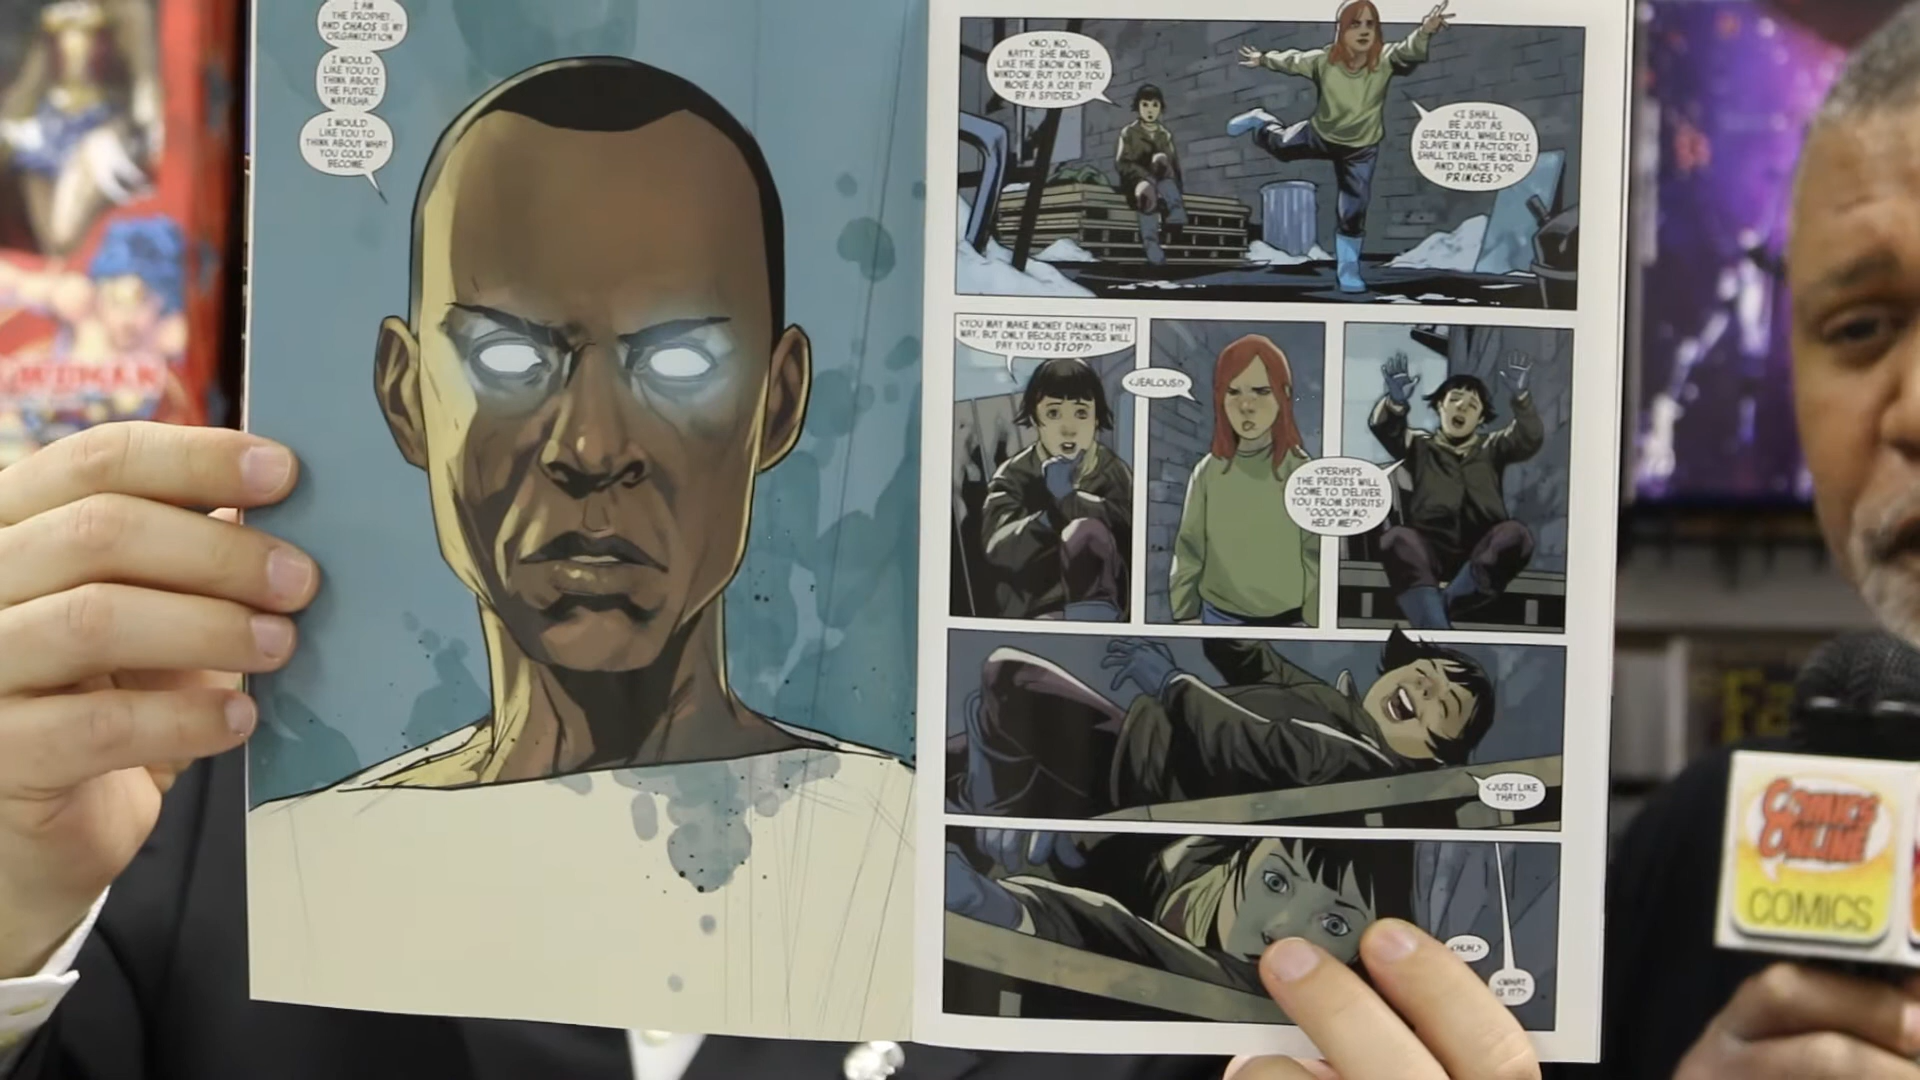 I AM
THE PROPHET,
AND CHAOS IS MY
ORGANIZATION.
I WOULD
LIKE YOU TO
THINK ABOUT
THE FUTURE,
NATASHA.
I WOULD
LIKE YOU TO
THINK ABOUT WHAT
YOU COULD
BECOME.
<NO, NO,
NATTY. SHE MOVES
LIKE THE SNOW ON THE
WINDOW, BUT YOU? YOU
MOVE AS A CAT BIT
BY A SPIDER.>
<I SHALL
BE JUST AS
GRACEFUL. WHILE YOU
SLAVE IN A FACTORY, I
SHALL TRAVEL THE WORLD
AND DANCE FOR
PRINCES.>
<YOU MAY MAKE MONEY DANCING THAT
WAY, BUT ONLY BECAUSE PRINCES WILL
PAY YOU TO STOP!>
<JEALOUS!>
<PERHAPS
THE PRIESTS WILL
COME TO DELIVER
YOU FROM SPIRITS!
"OOOOH NO,
HELP ME!">
<JUST LIKE
THAT!>
<HUH.>
<WHAT
IS IT?>
COMICS
ONLINE
COMICS